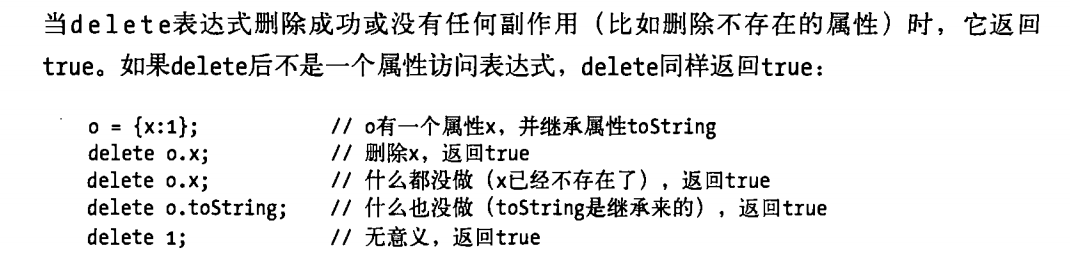 当delete表达式删除成功或没有任何副作用（比如删除不存在的属性）时，它返回
true。如果delete后不是一个属性访问表达式，delete同样返回true：
o = {x:1}; // o有一个属性x，并继承属性toString
delete o.x; // 删除x，返回true
delete o.x; // 什么都没做（x已经不存在了），返回true
delete o.toString; // 什么也没做（toString是继承来的），返回true
delete 1; // 无意义，返回true